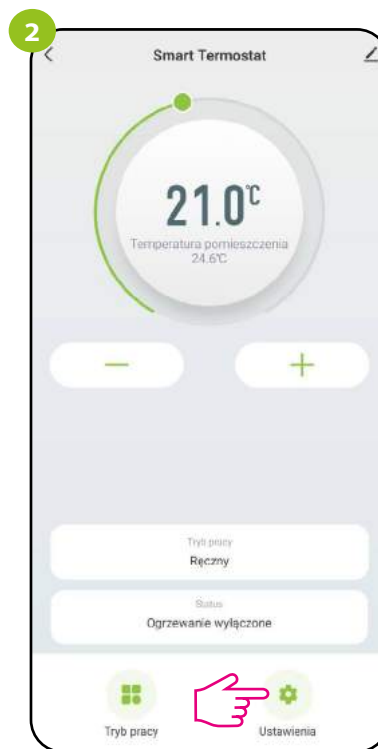 2
Smart Termostat
21.0°C
Temperatura pomieszczenia
24.6°C
Tryb pracy
Ręczny
Status
Ogrzewanie wyłączone
Tryb pracy
Ustawienia